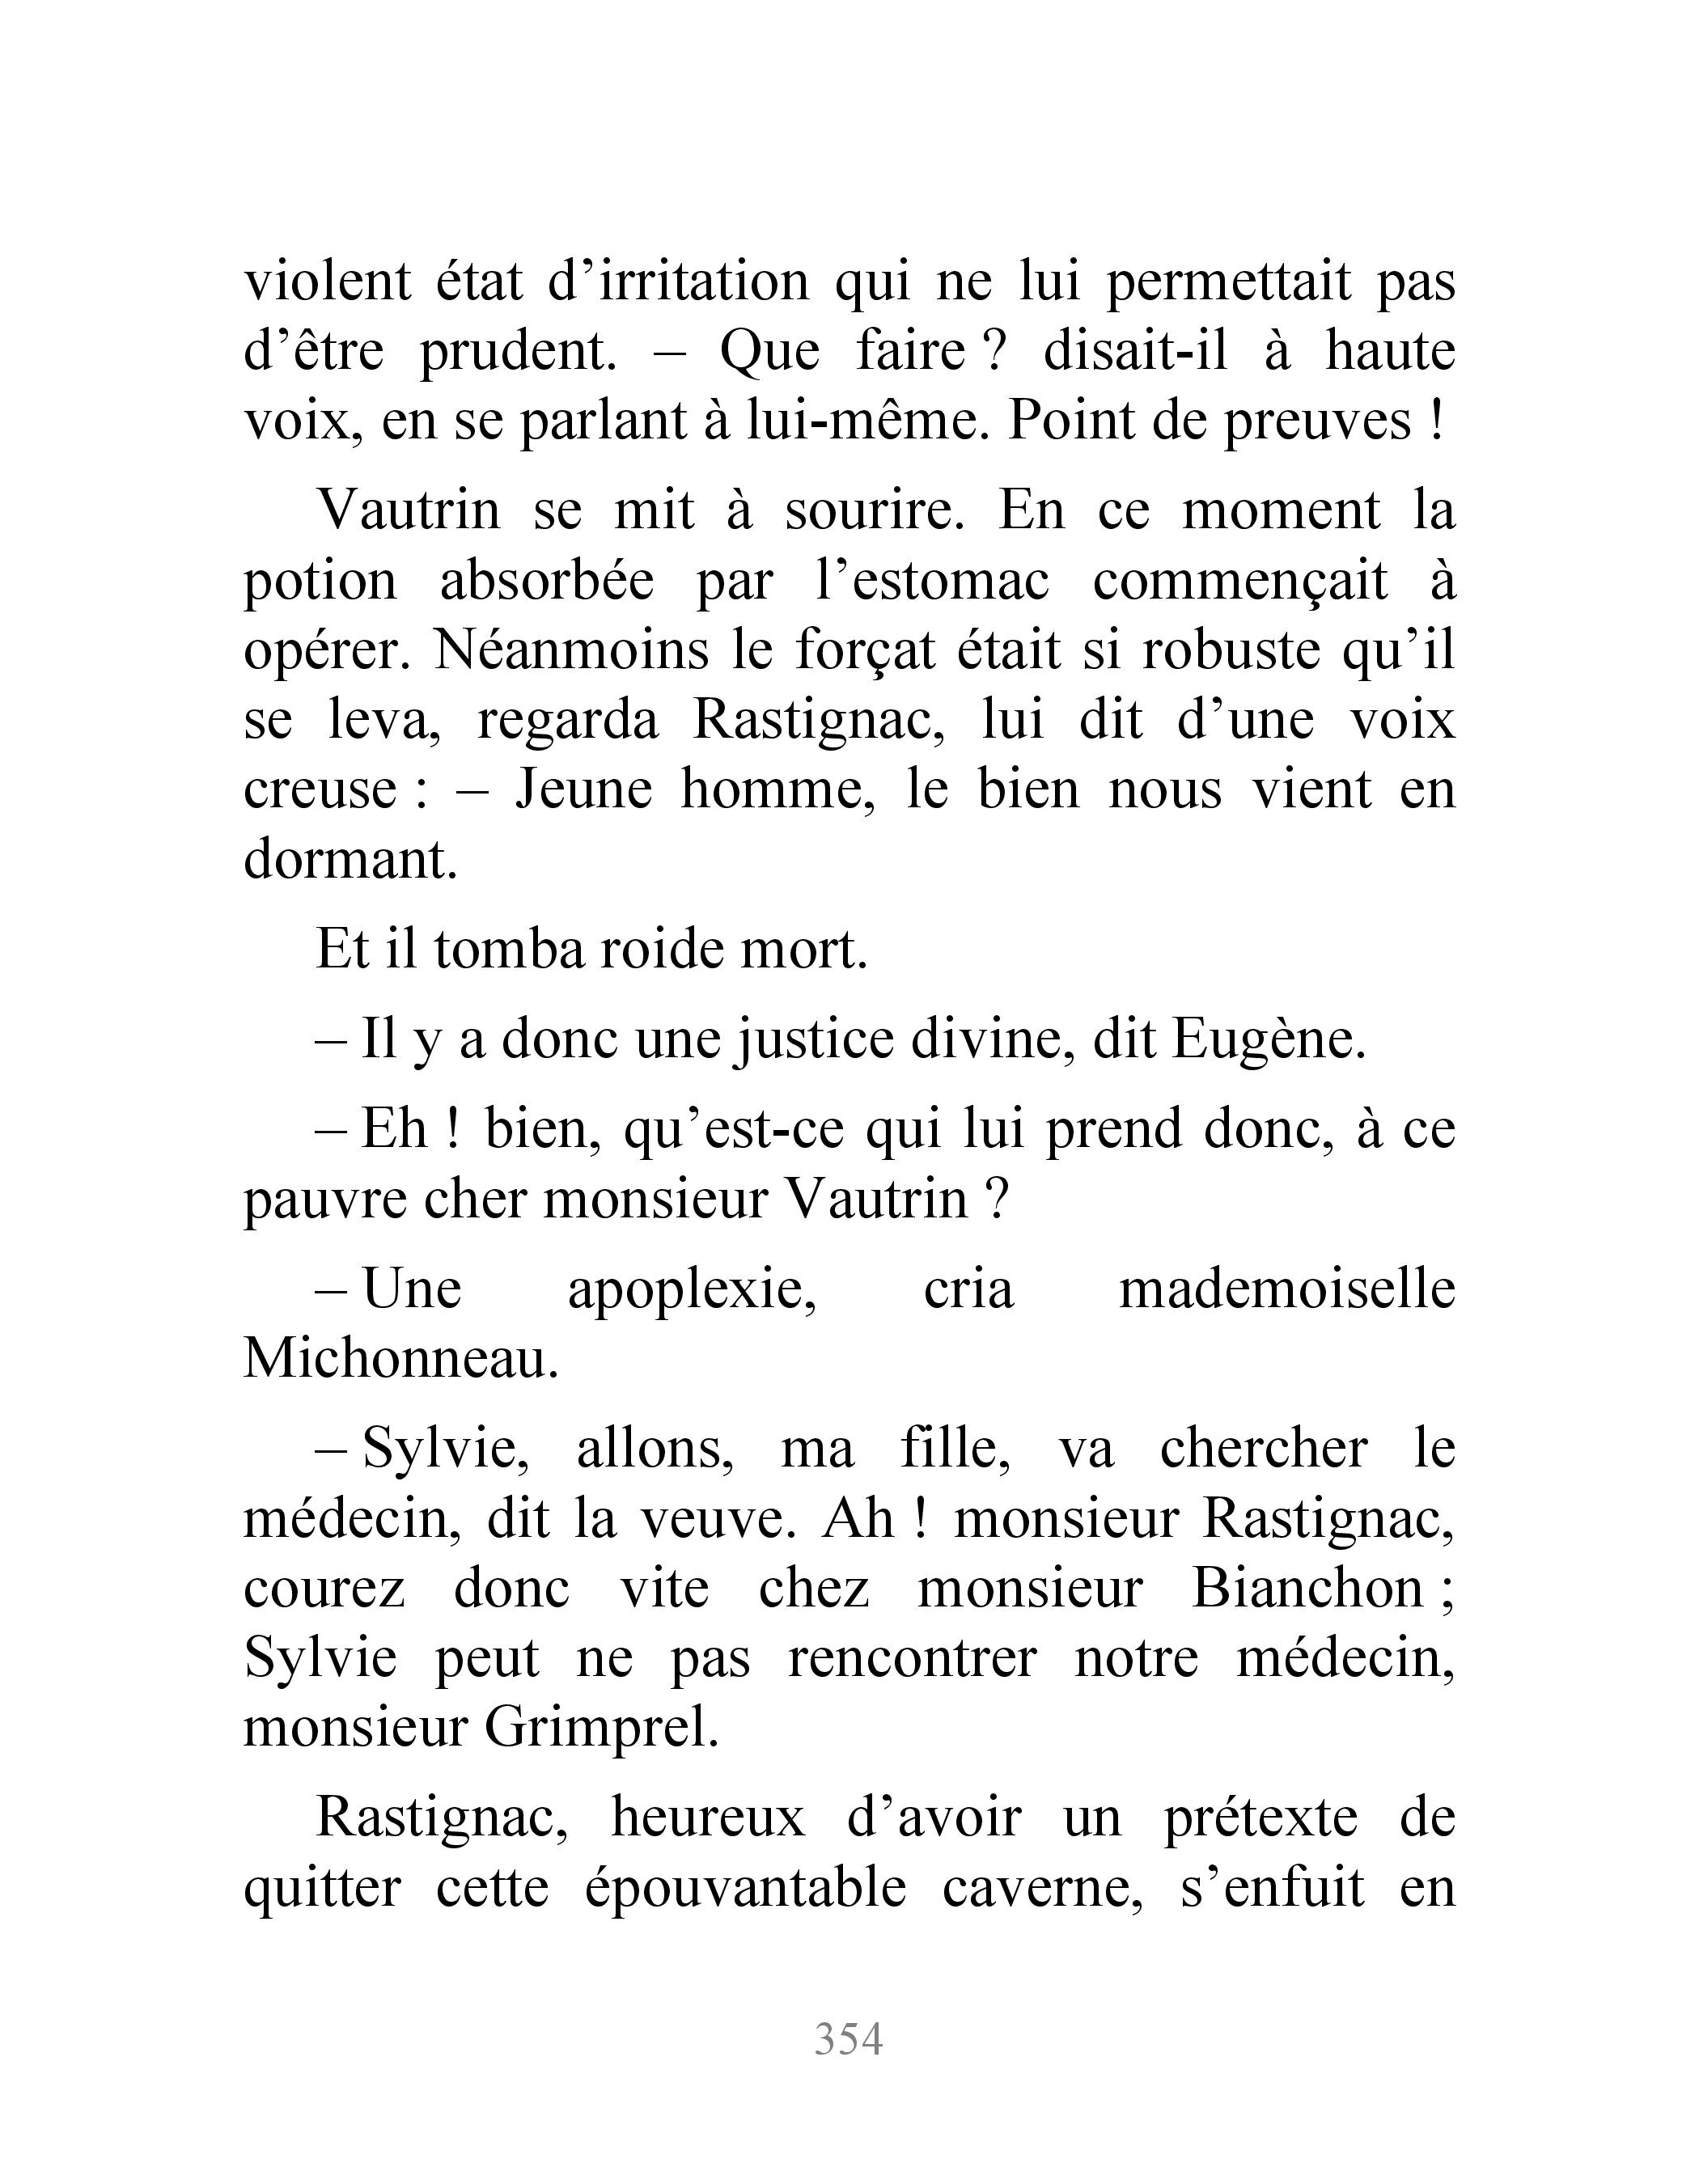 violent état d’irritation qui ne lui permettait pas
d’être prudent. – Que faire ? disait-il à haute
voix, en se parlant à lui-même. Point de preuves !
Vautrin se mit à sourire. En ce moment la
potion absorbée par l’estomac commençait à
opérer. Néanmoins le forçat était si robuste qu’il
se leva, regarda Rastignac, lui dit d’une voix
creuse : – Jeune homme, le bien nous vient en
dormant.
Et il tomba roide mort.
– Il y a donc une justice divine, dit Eugène.
– Eh ! bien, qu’est-ce qui lui prend donc, à ce
pauvre cher monsieur Vautrin ?
– Une apoplexie, cria mademoiselle
Michonneau.
– Sylvie, allons, ma fille, va chercher le
médecin, dit la veuve. Ah ! monsieur Rastignac,
courez donc vite chez monsieur Bianchon ;
Sylvie peut ne pas rencontrer notre médecin,
monsieur Grimprel.
Rastignac, heureux d’avoir un prétexte de
quitter cette épouvantable caverne, s’enfuit en
354